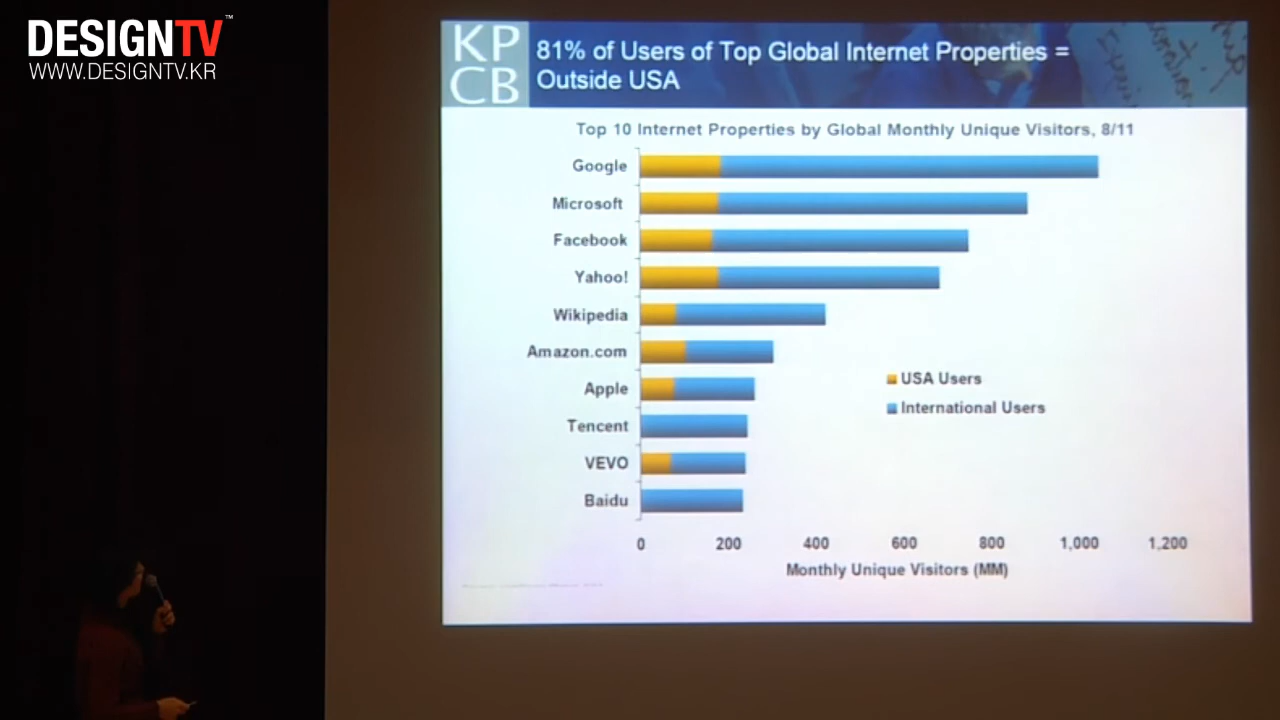 DESIGNTV™
WWW.DESIGNTV.KR
KP
CB
81% of Users of Top Global Internet Properties =
Outside USA
Top 10 Internet Properties by Global Monthly Unique Visitors, 8/11
Google
Microsoft
Facebook
Yahoo!
Wikipedia
Amazon.com
Apple
Tencent
VEVO
Baidu
USA Users
International Users
0 200 400 600 800 1,000 1,200
Monthly Unique Visitors (MM)